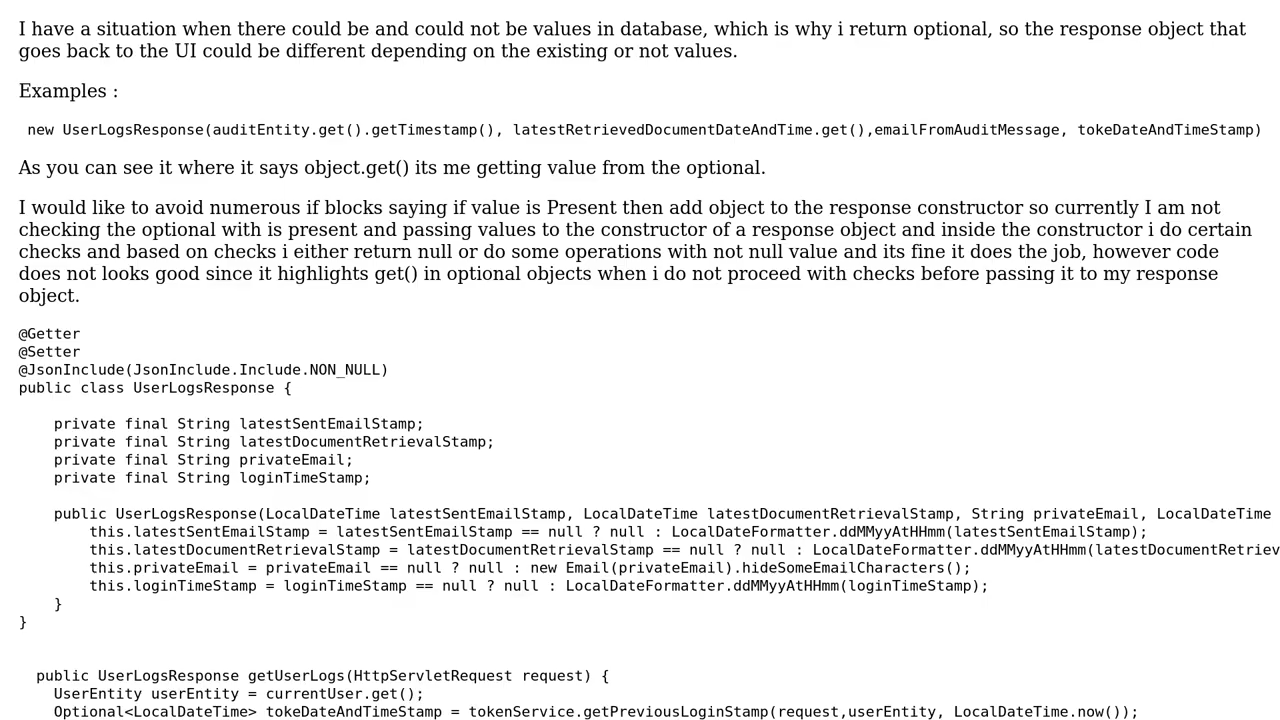 I have a situation when there could be and could not be values in database, which is why i return optional, so the response object that
goes back to the UI could be different depending on the existing or not values.
Examples :
new UserLogsResponse(auditEntity.get().getTimestamp(), latestRetrievedDocumentDateAndTime.get(),emailFromAuditMessage, tokeDateAndTimeStamp)
As you can see it where it says object.get() its me getting value from the optional.
I would like to avoid numerous if blocks saying if value is Present then add object to the response constructor so currently I am not
checking the optional with is present and passing values to the constructor of a response object and inside the constructor i do certain
checks and based on checks i either return null or do some operations with not null value and its fine it does the job, however code
does not looks good since it highlights get() in optional objects when i do not proceed with checks before passing it to my response
object.
@Getter
@Setter
@JsonInclude(JsonInclude.Include.NON_NULL)
public class UserLogsResponse {
    private final String latestSentEmailStamp;
    private final String latestDocumentRetrievalStamp;
    private final String privateEmail;
    private final String loginTimeStamp;
    public UserLogsResponse(LocalDateTime latestSentEmailStamp, LocalDateTime latestDocumentRetrievalStamp, String privateEmail, LocalDateTime
        this.latestSentEmailStamp = latestSentEmailStamp == null ? null : LocalDateFormatter.ddMMyyAtHHmm(latestSentEmailStamp);
        this.latestDocumentRetrievalStamp = latestDocumentRetrievalStamp == null ? null : LocalDateFormatter.ddMMyyAtHHmm(latestDocumentRetriev
        this.privateEmail = privateEmail == null ? null : new Email(privateEmail).hideSomeEmailCharacters();
        this.loginTimeStamp = loginTimeStamp == null ? null : LocalDateFormatter.ddMMyyAtHHmm(loginTimeStamp);
    }
}
  public UserLogsResponse getUserLogs(HttpServletRequest request) {
    UserEntity userEntity = currentUser.get();
    Optional<LocalDateTime> tokeDateAndTimeStamp = tokenService.getPreviousLoginStamp(request,userEntity, LocalDateTime.now());